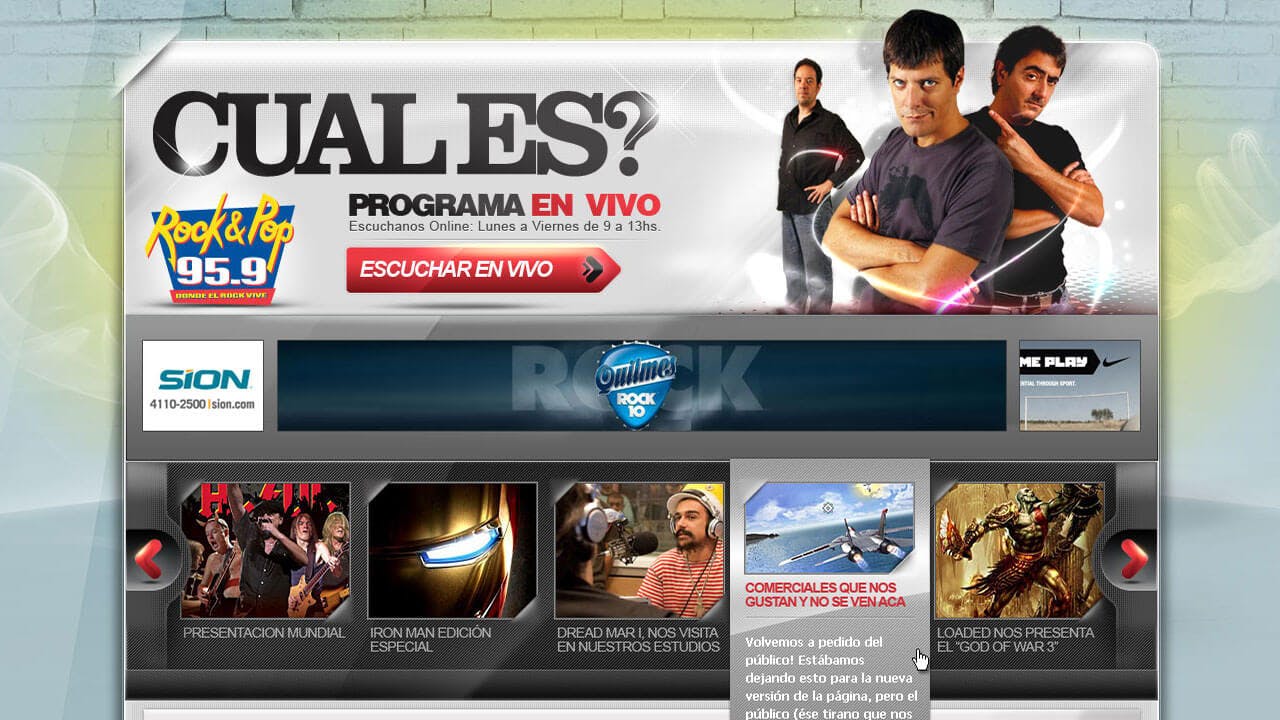 CUAL ES?
PROGRAMA EN VIVO
Escuchanos Online: Lunes a Viernes de 9 a 13hs.
ESCUCHAR EN VIVO
Rock & Pop
95.9
DONDE EL ROCK VIVE
SION
4110-2500 | sion.com
ROCK
Quilmes
ROCK
10
ME PLAY
ENTIAL THROUGH SPORT.
PRESENTACION MUNDIAL
IRON MAN EDICIÓN
ESPECIAL
DREAD MAR I, NOS VISITA
EN NUESTROS ESTUDIOS
COMERCIALES QUE NOS
GUSTAN Y NO SE VEN ACA
Volvemos a pedido del
público! Estábamos
dejando esto para la nueva
versión de la página, pero el
público (ése tirano que nos
LOADED NOS PRESENTA
EL "GOD OF WAR 3"